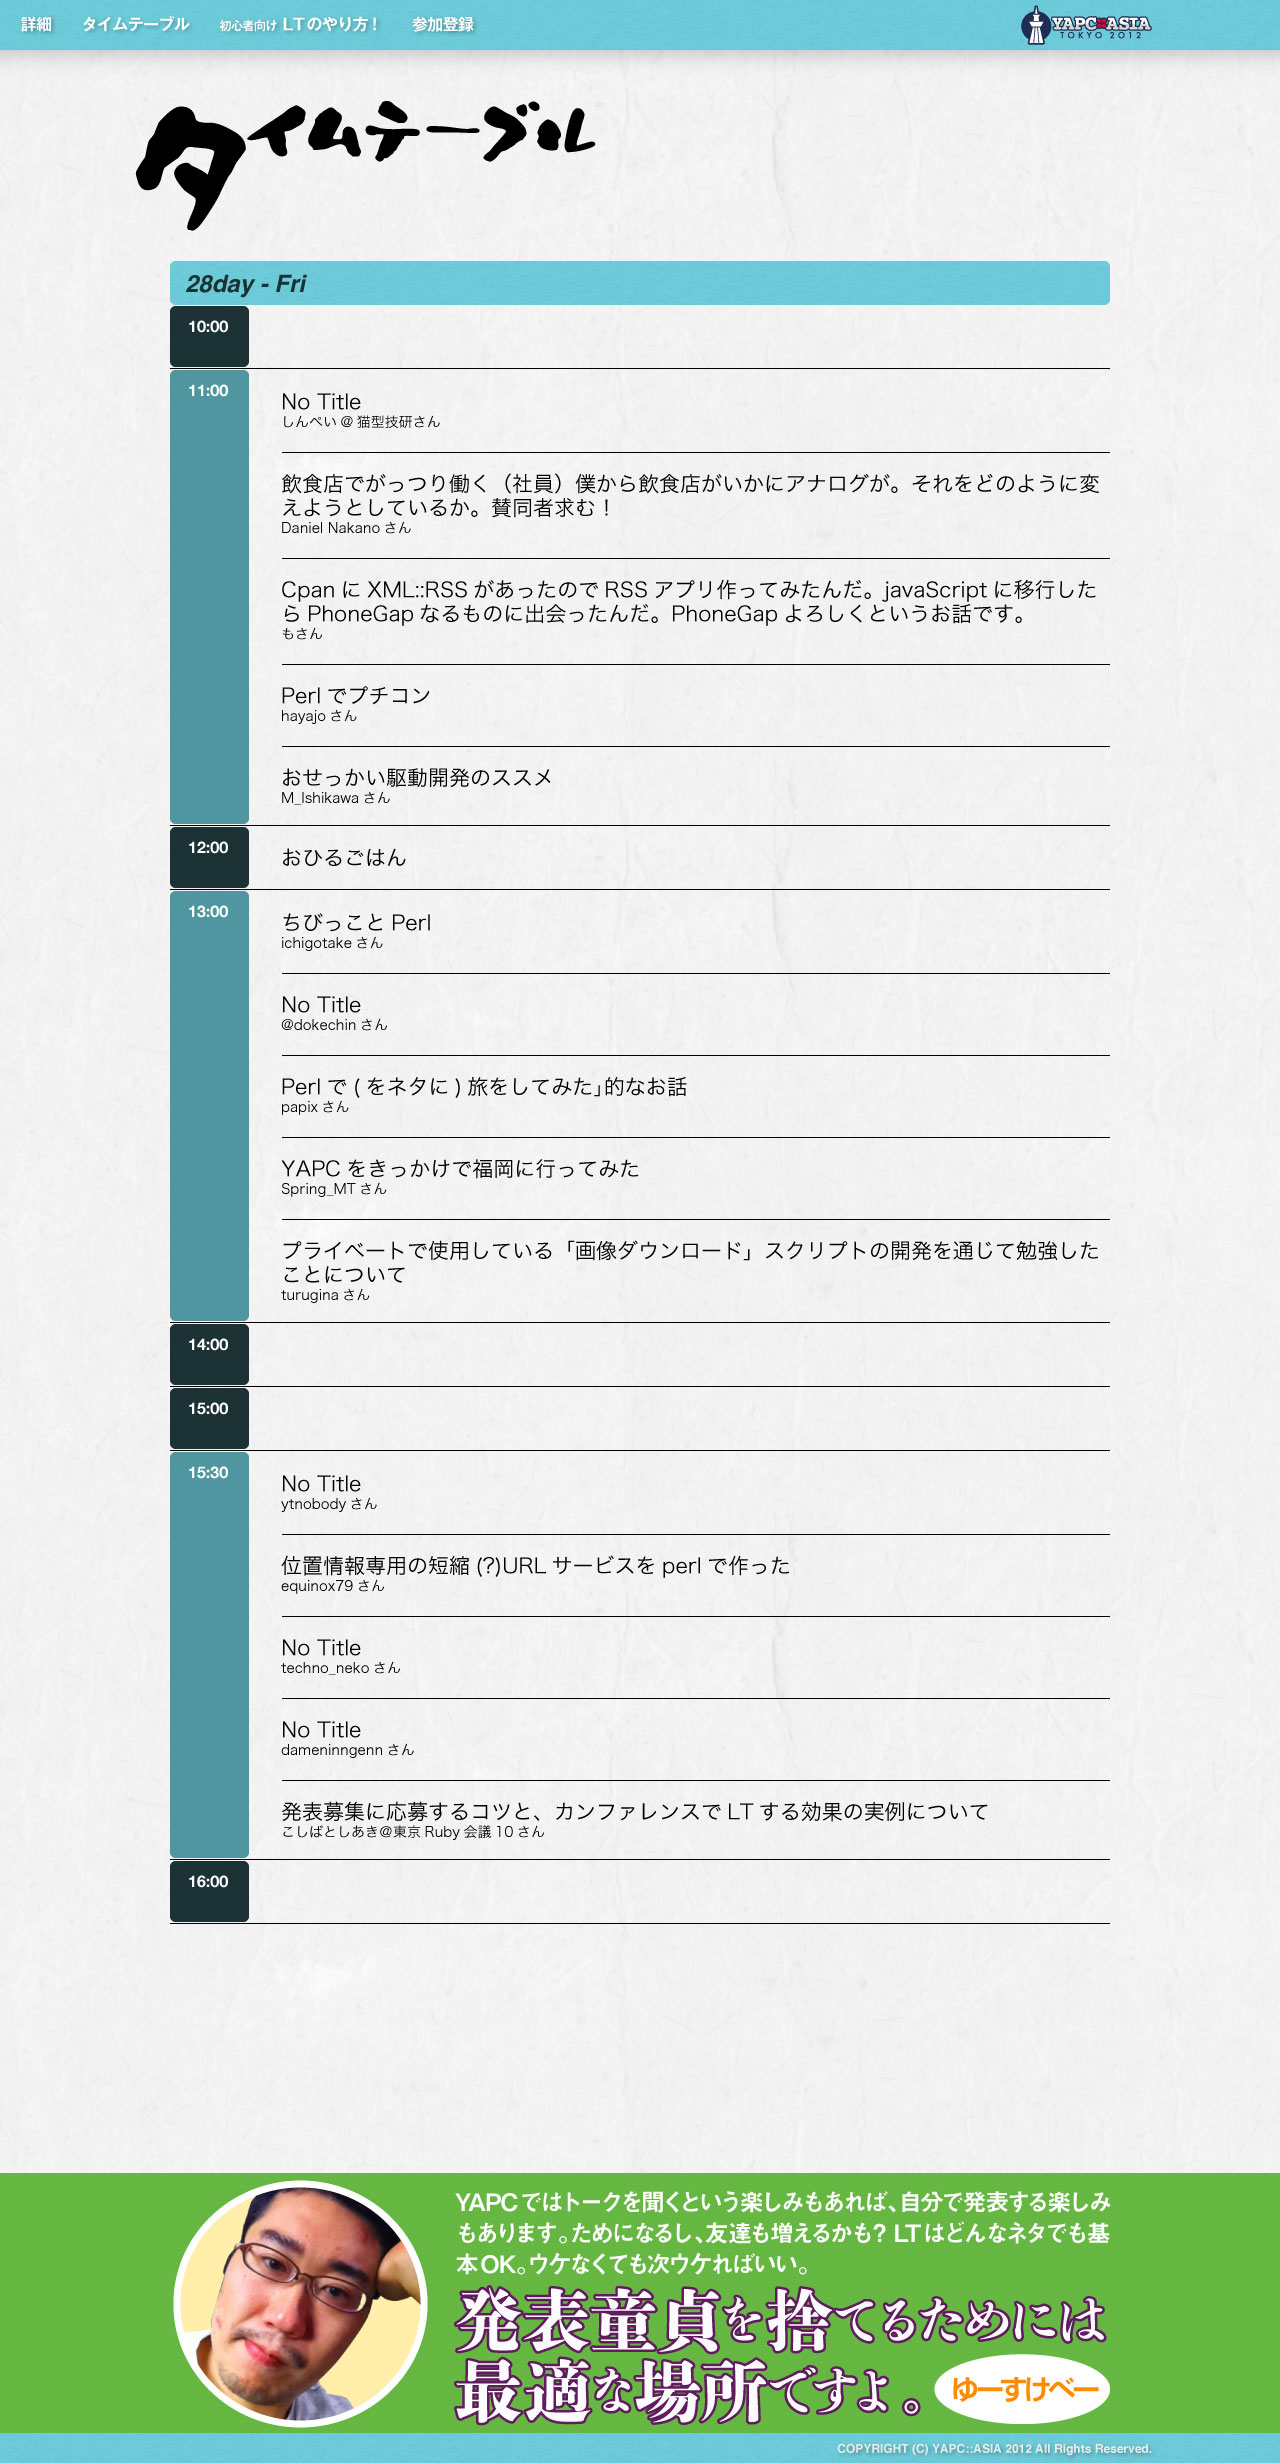 詳細 タイムテーブル 初心者向け LTのやり方！ 参加登録 YAPC::ASIA
TOKYO 2012
タイムテーブル
28day - Fri
10:00
11:00 No Title
しんぺい @ 猫型技研さん
飲食店でがっつり働く（社員）僕から飲食店がいかにアナログが。それをどのように変
えようとしているか。賛同者求む！
Daniel Nakano さん
Cpan に XML::RSS があったので RSS アプリ作ってみたんだ。javaScript に移行した
ら PhoneGap なるものに出会ったんだ。PhoneGap よろしくというお話です。
もさん
Perl でプチコン
hayajo さん
おせっかい駆動開発のススメ
M_Ishikawa さん
12:00 おひるごはん
13:00 ちびっこと Perl
ichigotake さん
No Title
@dokechin さん
Perl で ( をネタに ) 旅をしてみた」的なお話
papix さん
YAPC をきっかけで福岡に行ってみた
Spring_MT さん
プライベートで使用している「画像ダウンロード」スクリプトの開発を通じて勉強した
ことについて
turugina さん
14:00
15:00
15:30 No Title
ytnobody さん
位置情報専用の短縮 (?)URL サービスを perl で作った
equinox79 さん
No Title
techno_neko さん
No Title
dameninngenn さん
発表募集に応募するコツと、カンファレンスで LT する効果の実例について
こしばとしあき＠東京 Ruby 会議 10 さん
16:00
YAPCではトークを聞くという楽しみもあれば、自分で発表する楽しみ
もあります。ためになるし、友達も増えるかも? LTはどんなネタでも基
本OK。ウケなくても次ウケればいい。
発表童貞を捨てるためには
最適な場所ですよ。 ゆーすけべー
COPYRIGHT (C) YAPC::ASIA 2012 All Rights Reserved.